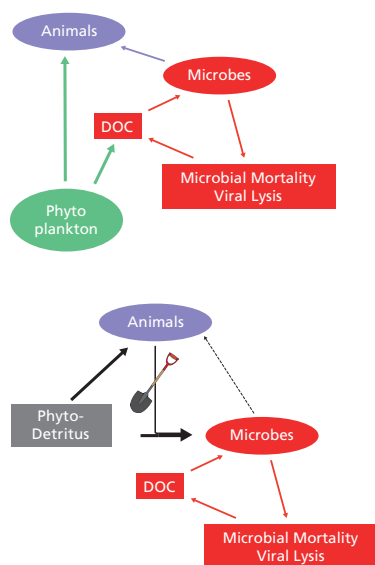 Animals
Microbes
DOC
Microbial Mortality
Viral Lysis
Phyto
plankton
Animals
Phyto-
Detritus
Microbes
DOC
Microbial Mortality
Viral Lysis